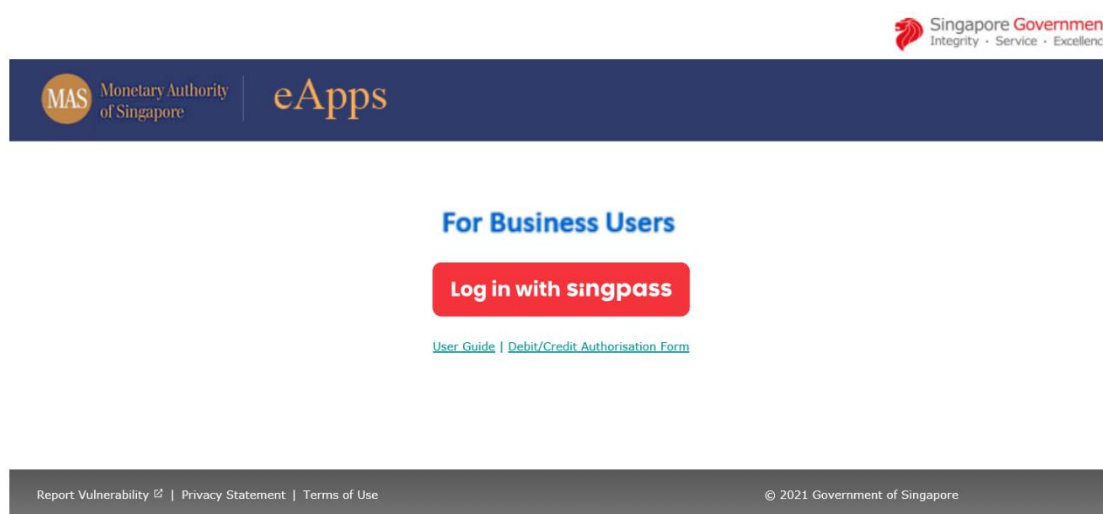 Singapore Governmen
Integrity · Service · Excellenc
MAS Monetary Authority of Singapore
eApps
For Business Users
Log in with singpass
User Guide | Debit/Credit Authorisation Form
Report Vulnerability | Privacy Statement | Terms of Use
© 2021 Government of Singapore